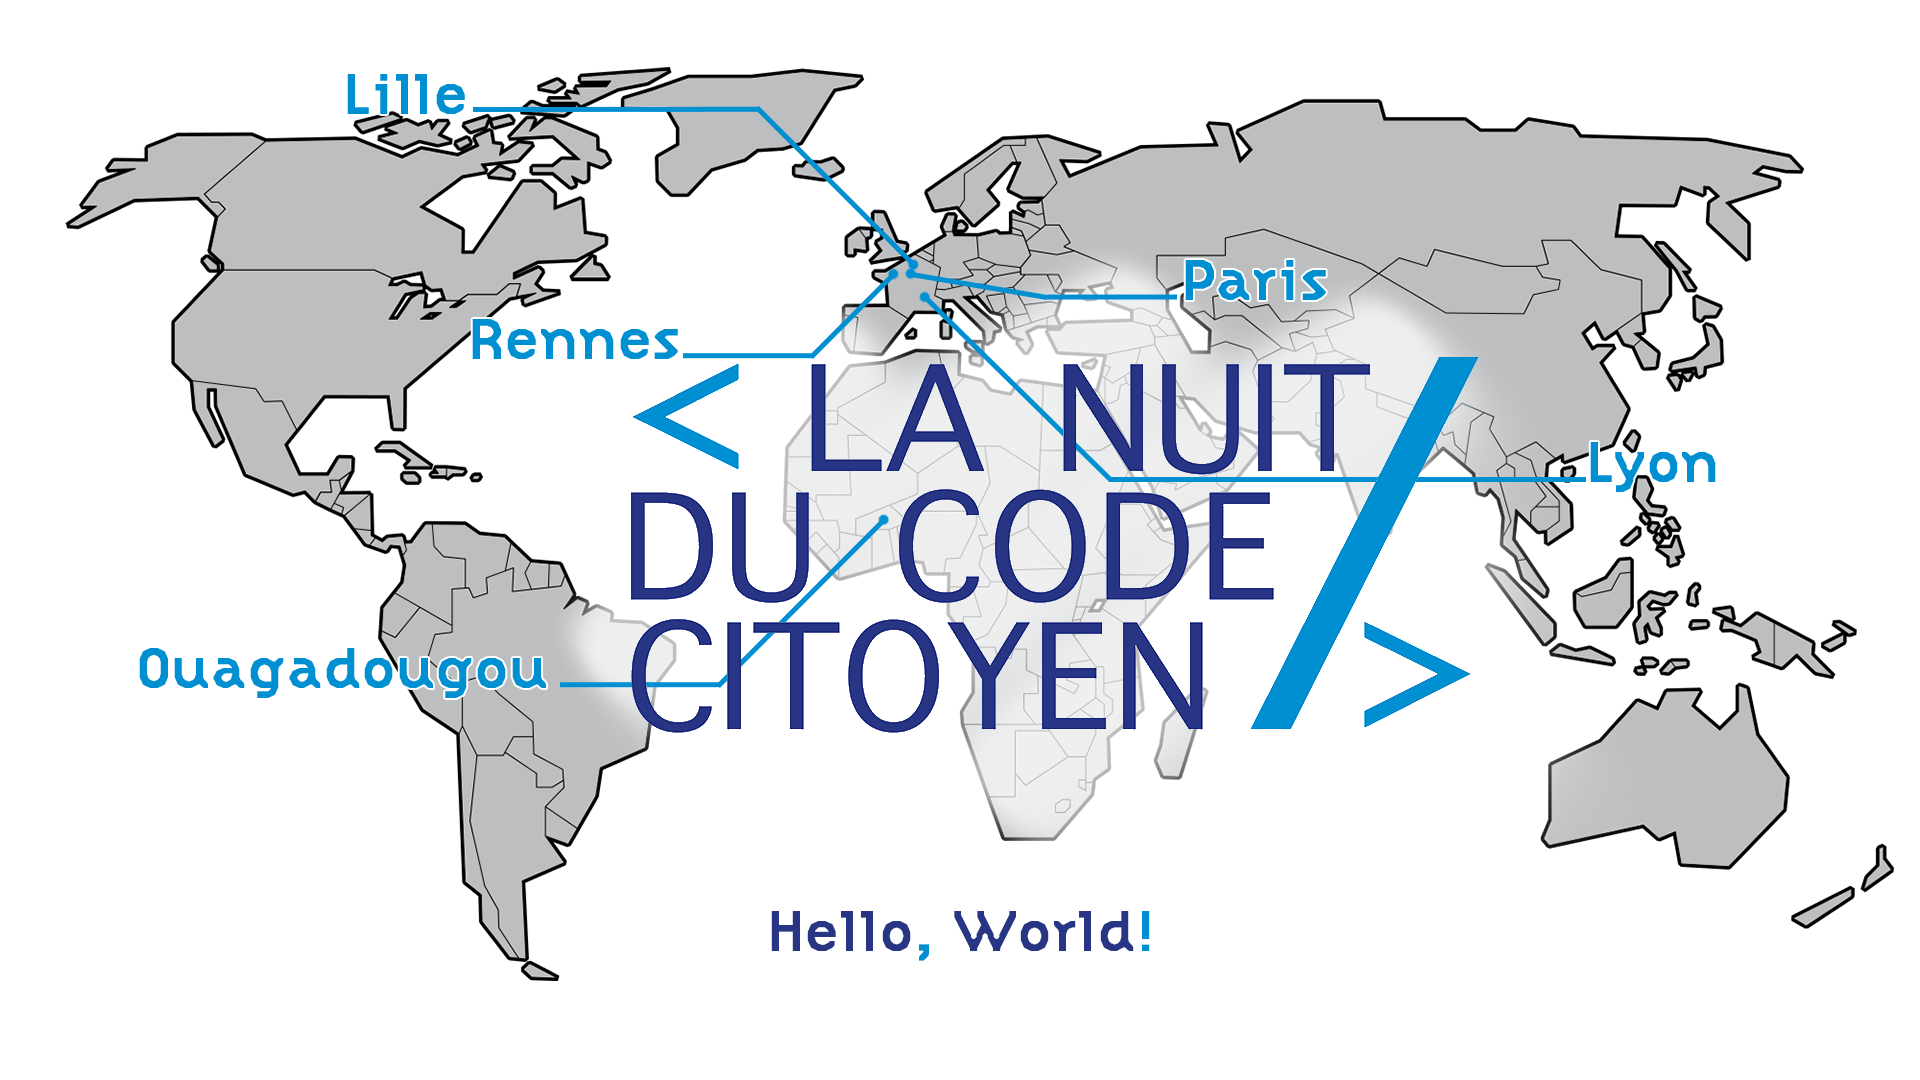 Lille
Paris
Rennes
< LA NUIT
DU CODE /
CITOYEN >
Lyon
Ouagadougou
Hello, World!